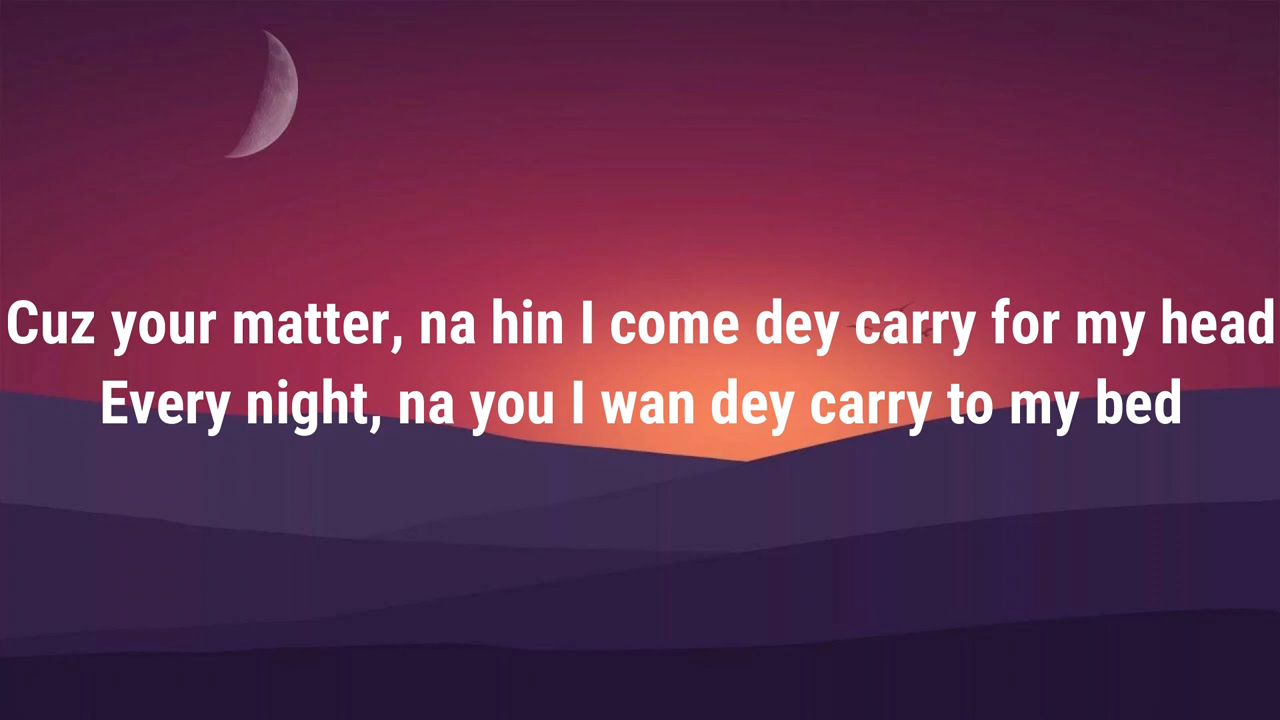 Cuz your matter, na hin I come dey carry for my head
Every night, na you I wan dey carry to my bed